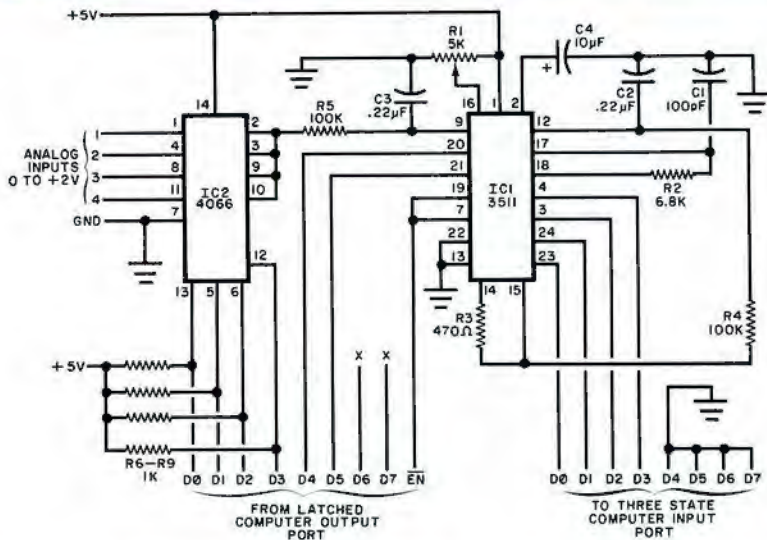 +5V
R1
5K
C4
10µF
+
C3
.22µF
C2
.22µF
C1
100pF
R5
100K
14
16
1
2
1
4
8
11
7
2
3
9
10
12
ANALOG
INPUTS
0 TO +2V
1
2
3
4
GND
IC2
4066
13
5
6
9
20
21
19
7
22
13
IC1
3511
12
17
18
4
3
24
23
R2
6.8K
14
15
R3
470Ω
R4
100K
+5V
R6–R9
1K
X
X
D0 D1 D2 D3 D4 D5 D6 D7 EN
FROM LATCHED
COMPUTER OUTPUT
PORT
D0 D1 D2 D3 D4 D5 D6 D7
TO THREE STATE
COMPUTER INPUT
PORT